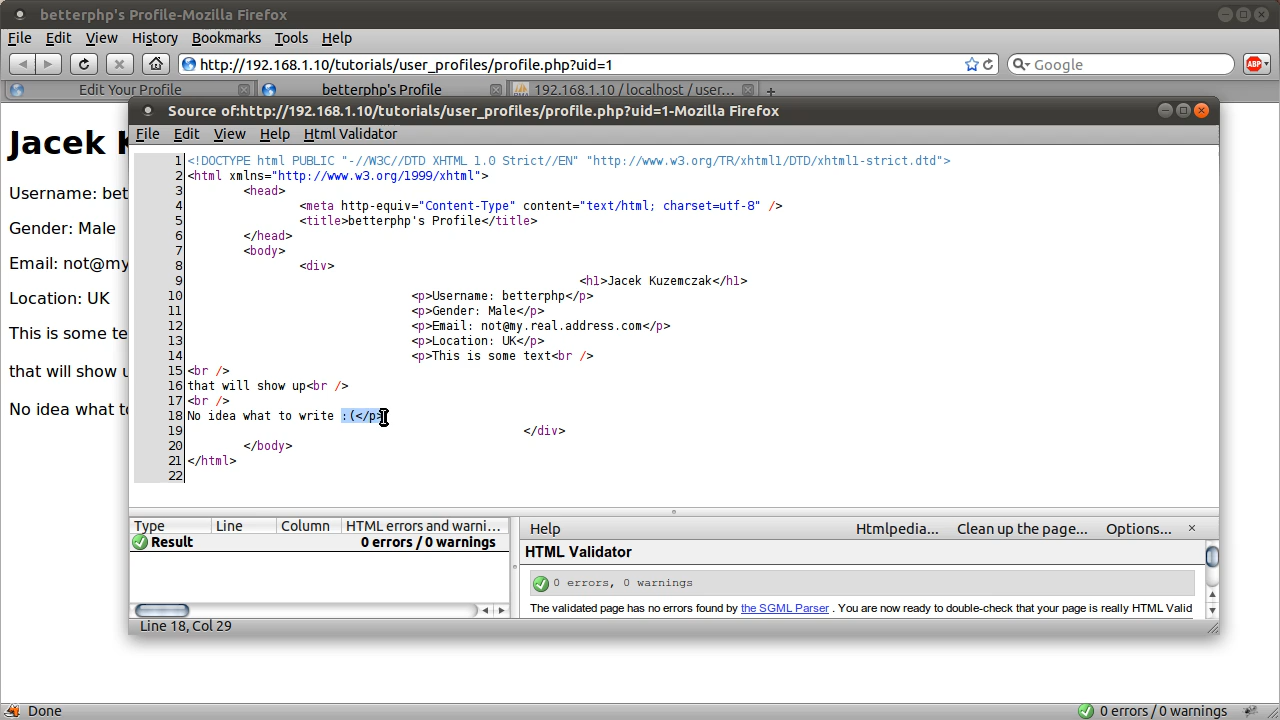 betterphp's Profile-Mozilla Firefox
File Edit View History Bookmarks Tools Help
http://192.168.1.10/tutorials/user_profiles/profile.php?uid=1
Google
ABP
Edit Your Profile
betterphp's Profile
192.168.1.10 / localhost / user...
Source of:http://192.168.1.10/tutorials/user_profiles/profile.php?uid=1-Mozilla Firefox
File Edit View Help Html Validator
Jacek K
Username: bet
Gender: Male
Email: not@my
Location: UK
This is some te
that will show u
No idea what to
1 <!DOCTYPE html PUBLIC "-//W3C//DTD XHTML 1.0 Strict//EN" "http://www.w3.org/TR/xhtml1/DTD/xhtml1-strict.dtd">
2 <html xmlns="http://www.w3.org/1999/xhtml">
3 <head>
4 <meta http-equiv="Content-Type" content="text/html; charset=utf-8" />
5 <title>betterphp's Profile</title>
6 </head>
7 <body>
8 <div>
9 <h1>Jacek Kuzemczak</h1>
10 <p>Username: betterphp</p>
11 <p>Gender: Male</p>
12 <p>Email: not@my.real.address.com</p>
13 <p>Location: UK</p>
14 <p>This is some text<br />
15 <br />
16 that will show up<br />
17 <br />
18 No idea what to write :(</p>
19 </div>
20 </body>
21 </html>
22
Type Line Column HTML errors and warni...
Result 0 errors / 0 warnings
Help Htmlpedia... Clean up the page... Options... ×
HTML Validator
0 errors, 0 warnings
The validated page has no errors found by the SGML Parser . You are now ready to double-check that your page is really HTML Valid
Line 18, Col 29
Done
0 errors / 0 warnings